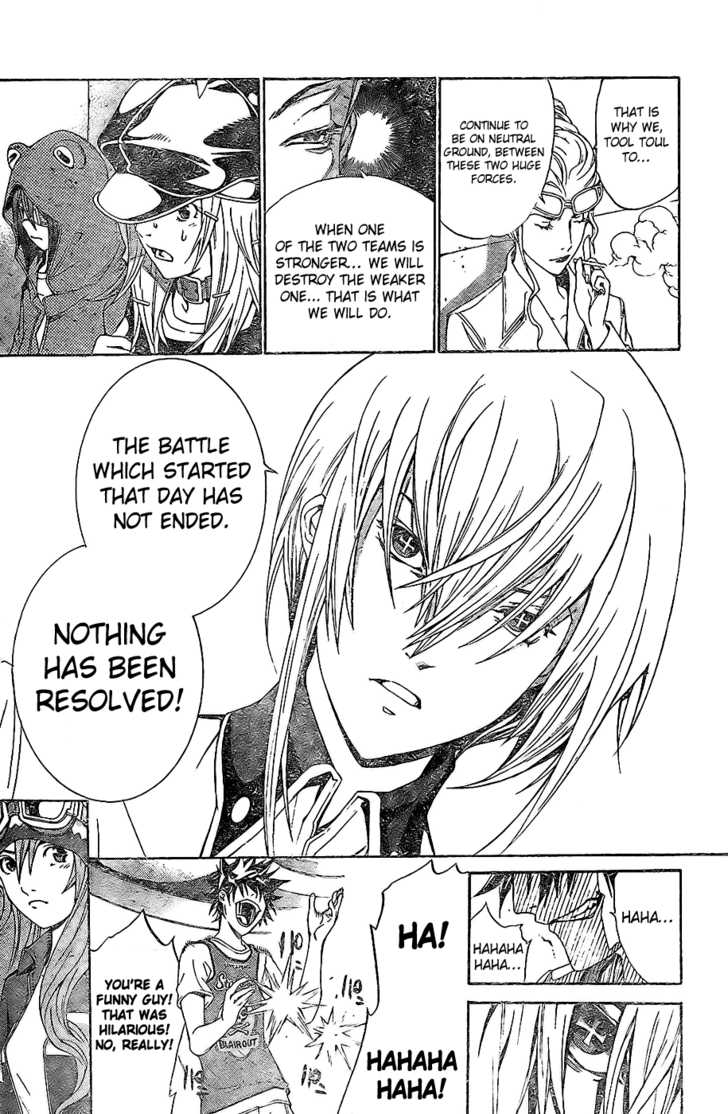 THAT IS
WHY WE,
TOOL TOUL
TO...
CONTINUE TO
BE ON NEUTRAL
GROUND, BETWEEN
THESE TWO HUGE
FORCES.
WHEN ONE
OF THE TWO TEAMS IS
STRONGER... WE WILL
DESTROY THE WEAKER
ONE... THAT IS WHAT
WE WILL DO.
THE BATTLE
WHICH STARTED
THAT DAY HAS
NOT ENDED.
NOTHING
HAS BEEN
RESOLVED!
HAHA...
HAHAHA
HAHA...
HA!
HAHAHA
HAHA!
YOU'RE A
FUNNY GUY!
THAT WAS
HILARIOUS!
NO, REALLY!
BLAIROUT